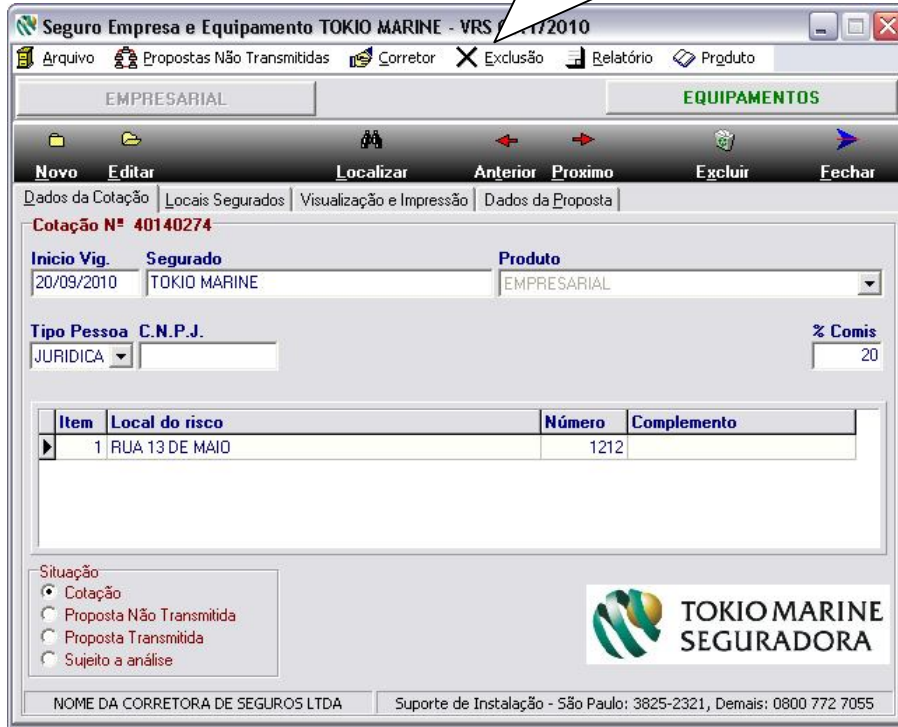 Seguro Empresa e Equipamento TOKIO MARINE - VRS /2010
Arquivo Propostas Não Transmitidas Corretor Exclusão Relatório Produto
EMPRESARIAL EQUIPAMENTOS
Novo Editar Localizar Anterior Proximo Excluir Fechar
Dados da Cotação Locais Segurados Visualização e Impressão Dados da Proposta
Cotação Nº 40140274
Inicio Vig. Segurado Produto
20/09/2010 TOKIO MARINE EMPRESARIAL
Tipo Pessoa C.N.P.J. % Comis
JURIDICA 20
Item Local do risco Número Complemento
1 RUA 13 DE MAIO 1212
Situação
Cotação
Proposta Não Transmitida
Proposta Transmitida
Sujeito a análise
TOKIO MARINE
SEGURADORA
NOME DA CORRETORA DE SEGUROS LTDA Suporte de Instalação - São Paulo: 3825-2321, Demais: 0800 772 7055